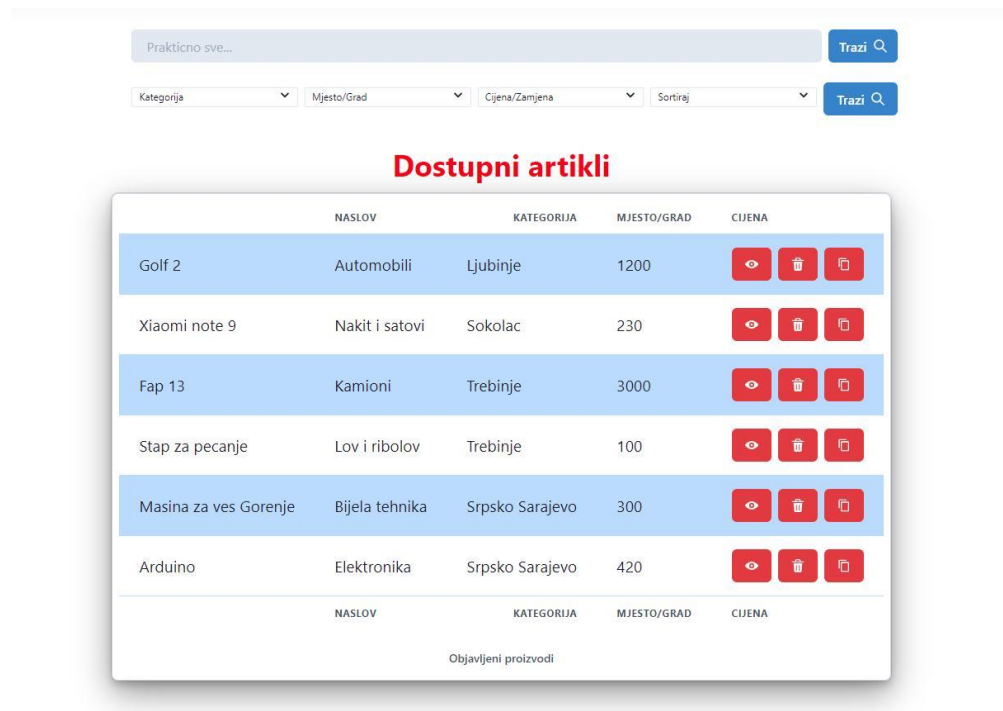 Prakticno sve... Trazi
Kategorija Mjesto/Grad Cijena/Zamjena Sortiraj Trazi
Dostupni artikli
NASLOV KATEGORIJA MJESTO/GRAD CIJENA
Golf 2 Automobili Ljubinje 1200
Xiaomi note 9 Nakit i satovi Sokolac 230
Fap 13 Kamioni Trebinje 3000
Stap za pecanje Lov i ribolov Trebinje 100
Masina za ves Gorenje Bijela tehnika Srpsko Sarajevo 300
Arduino Elektronika Srpsko Sarajevo 420
NASLOV KATEGORIJA MJESTO/GRAD CIJENA
Objavljeni proizvodi